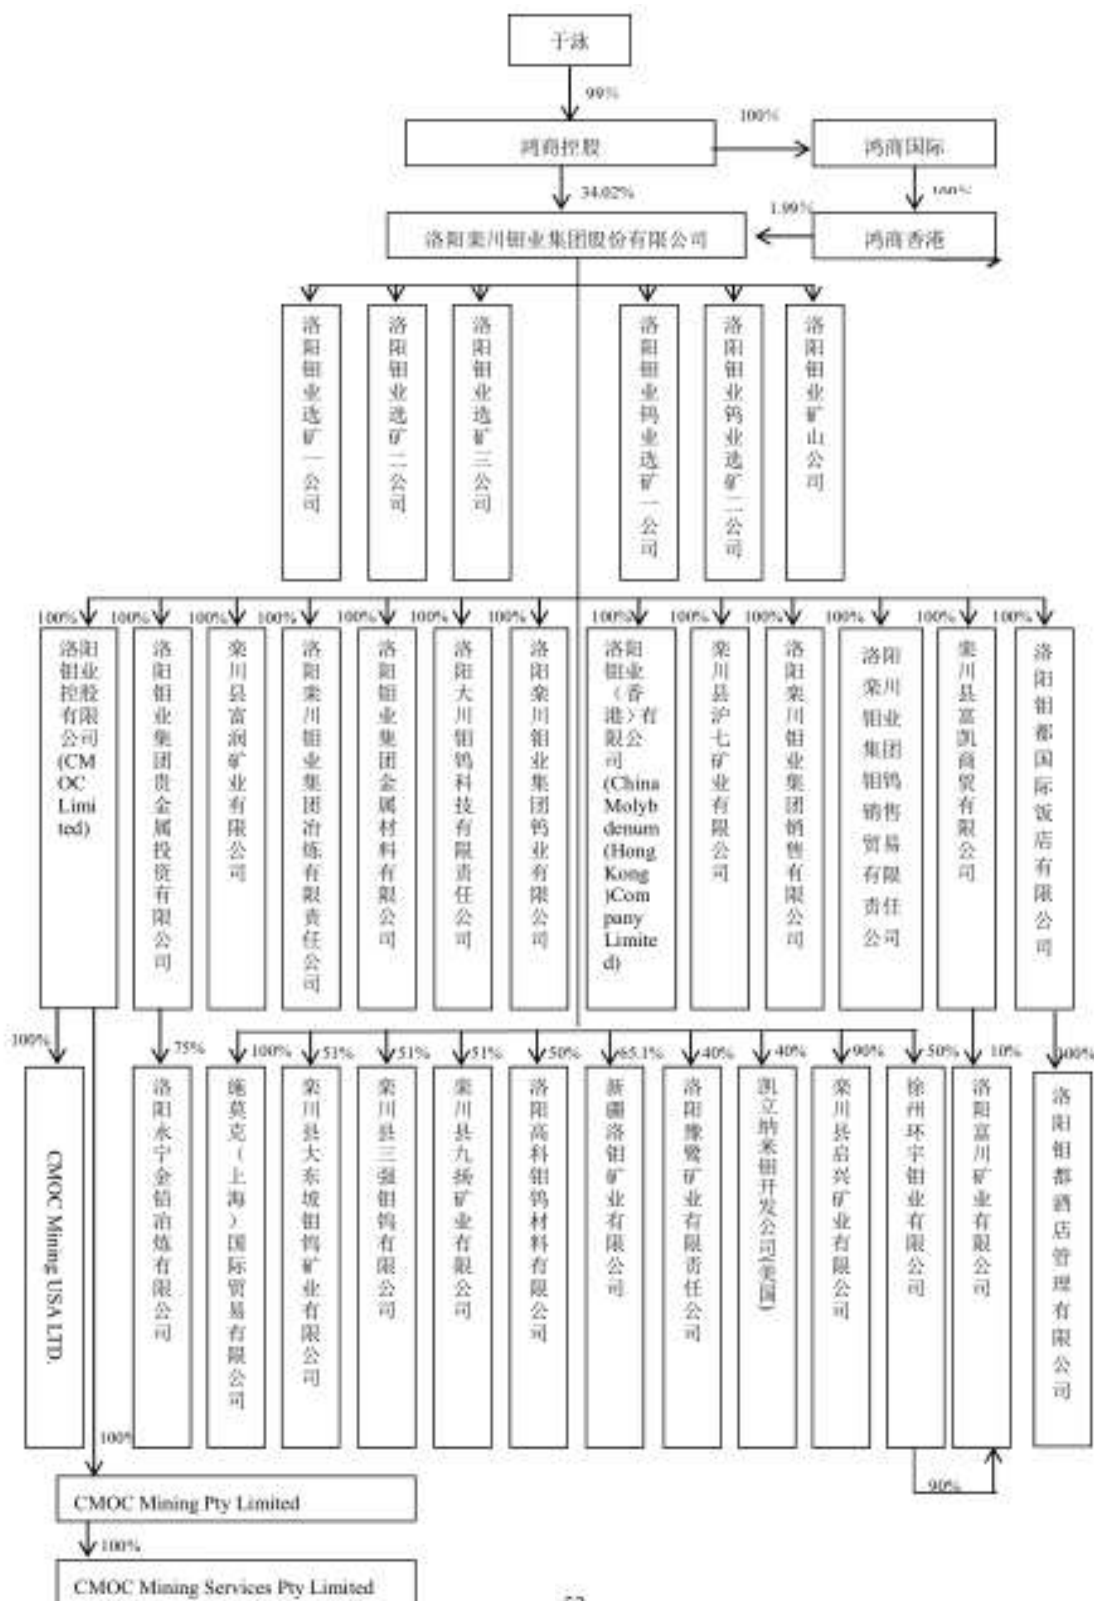 于泳
99%
鸿商控股
100%
鸿商国际
34.02%
100%
洛阳栾川钼业集团股份有限公司
1.99%
鸿商香港
洛阳钼业选矿一公司
洛阳钼业选矿二公司
洛阳钼业选矿三公司
洛阳钼业钨业选矿一公司
洛阳钼业钨业选矿二公司
洛阳钼业矿山公司
100%
100%
100%
100%
100%
100%
100%
100%
100%
100%
100%
100%
100%
洛阳
钼业
控股
有限
公司
(CM
OC
Limi
ted)
洛阳钼业集团贵金属投资有限公司
栾川县富润矿业有限公司
洛阳栾川钼业集团冶炼有限责任公司
洛阳钼业集团金属材料有限公司
洛阳大川钼钨科技有限责任公司
洛阳栾川钼业集团钨业有限公司
洛阳
钼业
（香
港）有
限公
司
(China
Molyb
denum
(Hong
Kong
)Com
pany
Limite
d)
栾川县沪七矿业有限公司
洛阳栾川钼业集团销售有限公司
洛阳
栾川
钼业
集团
钼钨
销售
贸易
有限
责任
公司
栾川县富凯商贸有限公司
洛阳钼都国际饭店有限公司
100%
75%
100%
51%
51%
51%
50%
65.1%
40%
40%
90%
50%
10%
100%
CMOC Mining USA LTD.
洛阳永宁金铅冶炼有限公司
施莫克（上海）国际贸易有限公司
栾川县大东坡钼钨矿业有限公司
栾川县三强钼钨有限公司
栾川县九扬矿业有限公司
洛阳高科钼钨材料有限公司
新疆洛钼矿业有限公司
洛阳豫鹭矿业有限责任公司
凯立纳米钼开发公司(美国)
栾川县启兴矿业有限公司
徐州环宇钼业有限公司
洛阳富川矿业有限公司
洛阳钼都酒店管理有限公司
100%
90%
CMOC Mining Pty Limited
100%
CMOC Mining Services Pty Limited